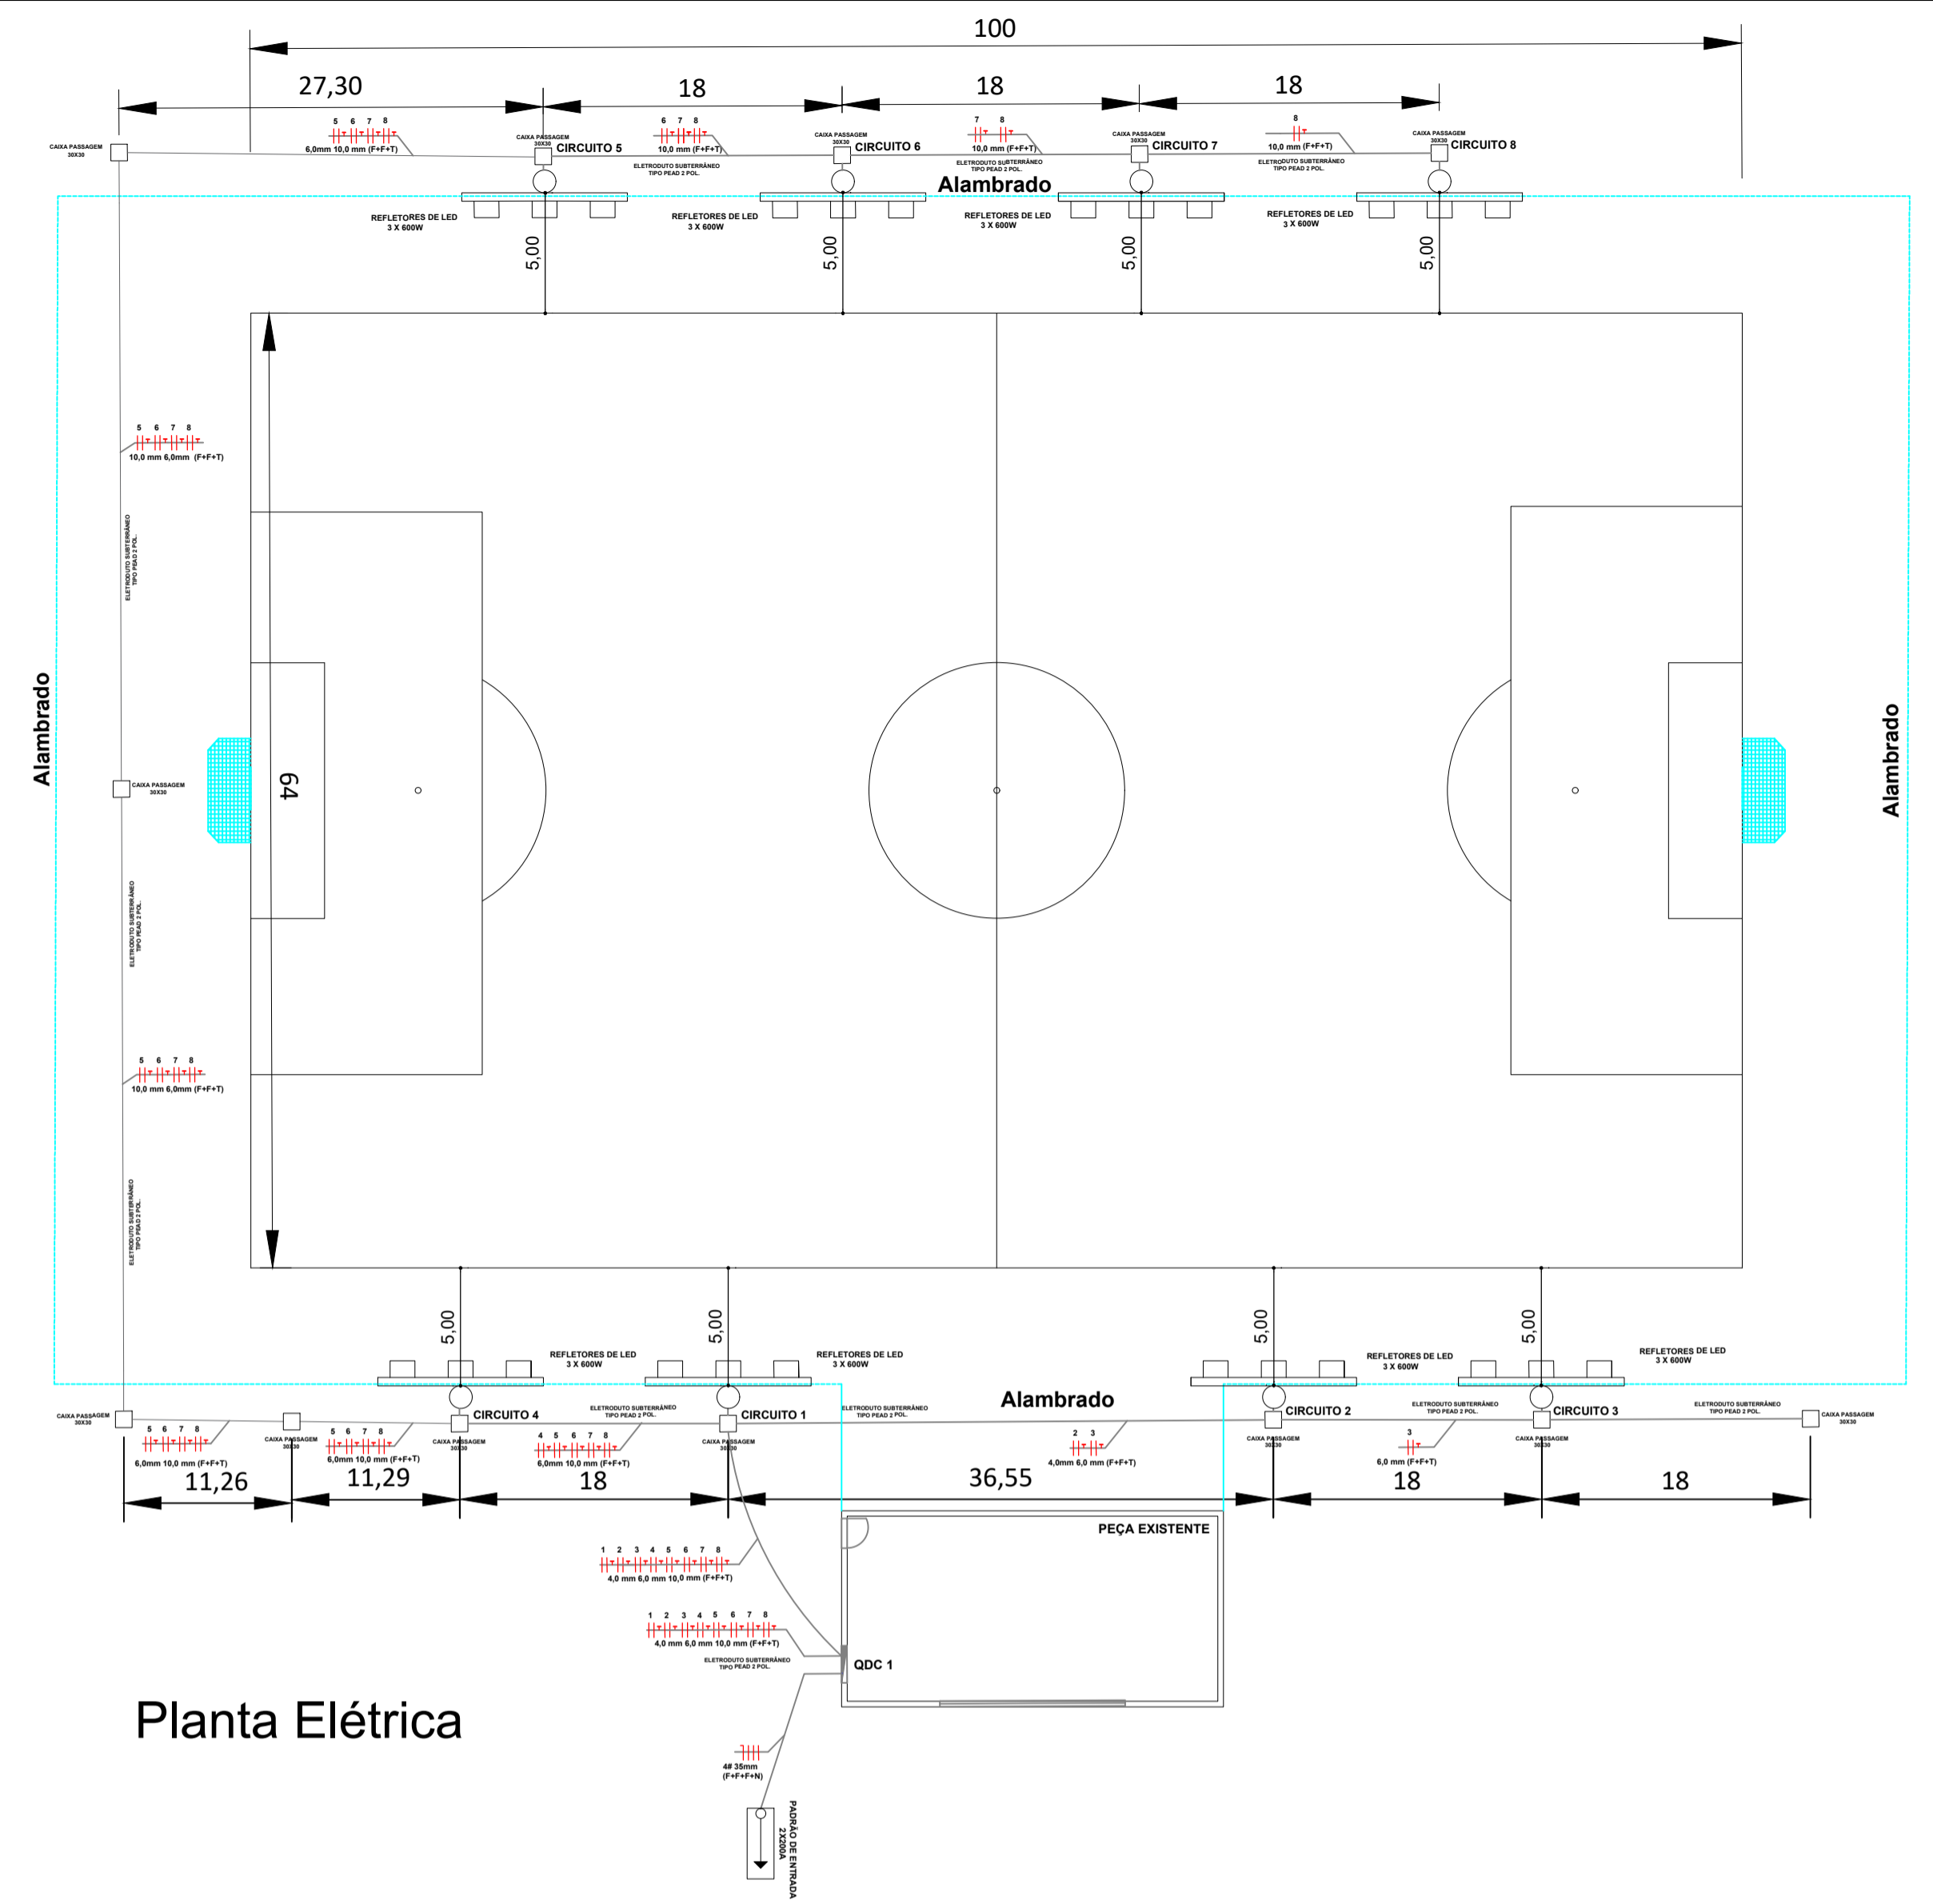 100
27,30
18
18
18
5 6 7 8
6,0mm 10,0 mm (F+F+T)
6 7 8
10,0 mm (F+F+T)
7 8
10,0 mm (F+F+T)
8
10,0 mm (F+F+T)
CAIXA PASSAGEM
30X30
CAIXA PASSAGEM
30X30
CIRCUITO 5
CAIXA PASSAGEM
30X30
CIRCUITO 6
CAIXA PASSAGEM
30X30
CIRCUITO 7
CAIXA PASSAGEM
30X30
CIRCUITO 8
ELETRODUTO SUBTERRÂNEO
TIPO PEAD 2 POL.
ELETRODUTO SUBTERRÂNEO
TIPO PEAD 2 POL.
ELETRODUTO SUBTERRÂNEO
TIPO PEAD 2 POL.
Alambrado
REFLETORES DE LED
3 X 600W
REFLETORES DE LED
3 X 600W
REFLETORES DE LED
3 X 600W
REFLETORES DE LED
3 X 600W
5,00
5,00
5,00
5,00
5 6 7 8
10,0 mm 6,0mm (F+F+T)
ELETRODUTO SUBTERRÂNEO
TIPO PEAD 2 POL.
Alambrado
CAIXA PASSAGEM
30X30
64
Alambrado
ELETRODUTO SUBTERRÂNEO
TIPO PEAD 2 POL.
5 6 7 8
10,0 mm 6,0mm (F+F+T)
ELETRODUTO SUBTERRÂNEO
TIPO PEAD 2 POL.
5,00
5,00
5,00
5,00
REFLETORES DE LED
3 X 600W
REFLETORES DE LED
3 X 600W
REFLETORES DE LED
3 X 600W
REFLETORES DE LED
3 X 600W
Alambrado
CAIXA PASSAGEM
30X30
CAIXA PASSAGEM
30X30
CIRCUITO 4
CAIXA PASSAGEM
30X30
ELETRODUTO SUBTERRÂNEO
TIPO PEAD 2 POL.
CIRCUITO 1
CAIXA PASSAGEM
30X30
ELETRODUTO SUBTERRÂNEO
TIPO PEAD 2 POL.
CIRCUITO 2
CAIXA PASSAGEM
30X30
ELETRODUTO SUBTERRÂNEO
TIPO PEAD 2 POL.
CIRCUITO 3
CAIXA PASSAGEM
30X30
ELETRODUTO SUBTERRÂNEO
TIPO PEAD 2 POL.
CAIXA PASSAGEM
30X30
5 6 7 8
6,0mm 10,0 mm (F+F+T)
5 6 7 8
6,0mm 10,0 mm (F+F+T)
4 5 6 7 8
6,0mm 10,0 mm (F+F+T)
2 3
4,0mm 6,0 mm (F+F+T)
3
6,0 mm (F+F+T)
11,26
11,29
18
36,55
18
18
PEÇA EXISTENTE
1 2 3 4 5 6 7 8
4,0 mm 6,0 mm 10,0 mm (F+F+T)
1 2 3 4 5 6 7 8
4,0 mm 6,0 mm 10,0 mm (F+F+T)
ELETRODUTO SUBTERRÂNEO
TIPO PEAD 2 POL.
QDC 1
Planta Elétrica
4# 35mm
(F+F+F+N)
PADRÃO DE ENTRADA
2X200A